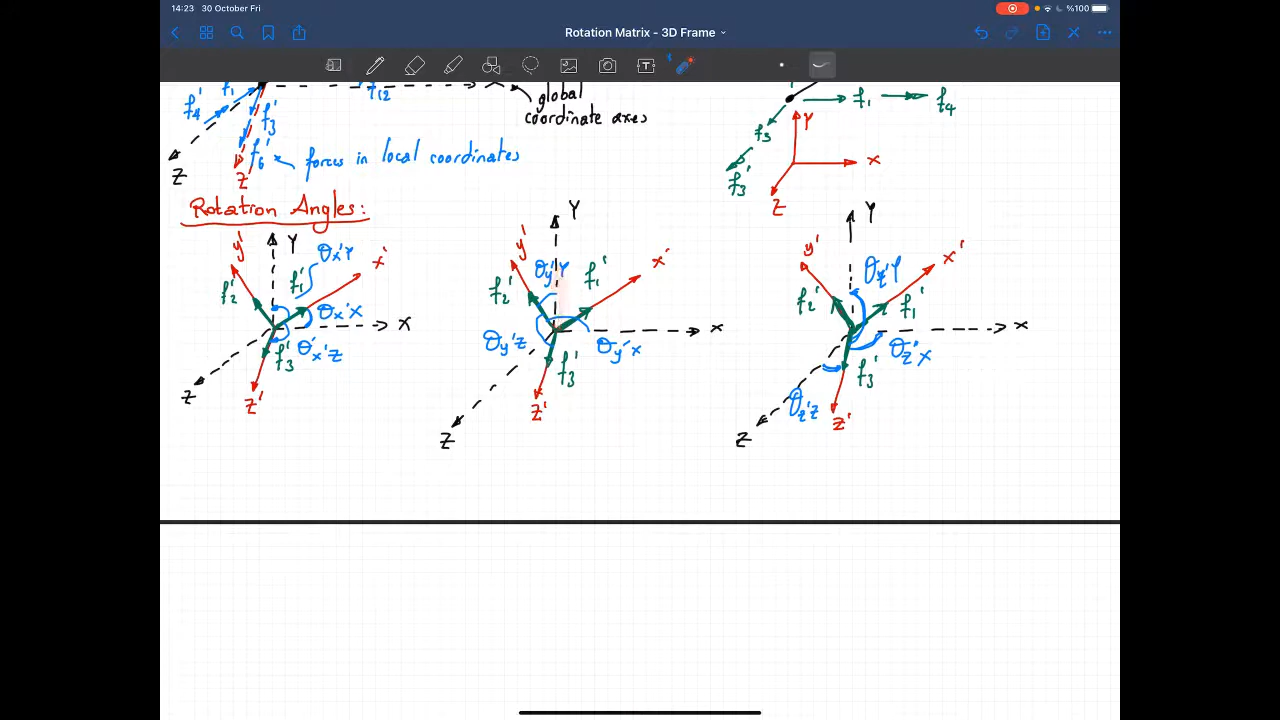 14:23 30 October Fri
%100
Rotation Matrix - 3D Frame
T
f4' f1 f12
global
coordinate axes
f3'
f6' forces in local coordinates
Z
Z
f1 f4
f3
f3'
Y
x
Z
Rotation Angles:
y' Y θx'Y x'
f2' f1'
θx'X X
θx'Z
f3'
Z
Z'
Y
y' θy'Y x'
f2' f1'
X
θy'Z θy'X
f3'
Z'
Z
Y
y' θz'Y x'
f2' f1'
X
θz'X
f3'
θz'Z
Z'
Z